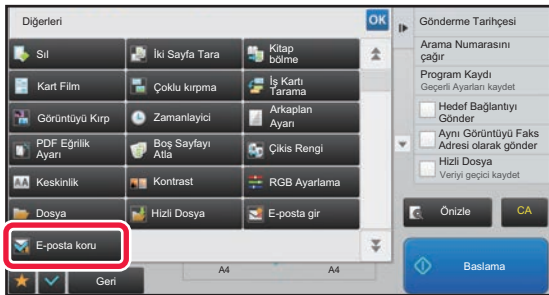 Diğerleri
OK
Sıl
İki Sayfa Tara
Kitap
bölme
Kart Film
Çoklu kırpma
İş Kartı
Tarama
Görüntüyü Kırp
Zamanlayici
Arkaplan
Ayarı
PDF Eğrilik
Ayarı
Boş Sayfayı
Atla
Çikis Rengi
Keskinlik
Kontrast
RGB Ayarlama
Dosya
Hizli Dosya
E-posta gir
E-posta koru
Geri
A4
A4
Gönderme Tarihçesi
Arama Numarasını
çağır
Program Kaydı
Geçerli Ayarları kaydet
Hedef Bağlantıyı
Gönder
Aynı Görüntüyü Faks
Adresi olarak gönder
Hizli Dosya
Veriyi geçici kaydet
Önizle
CA
Baslama